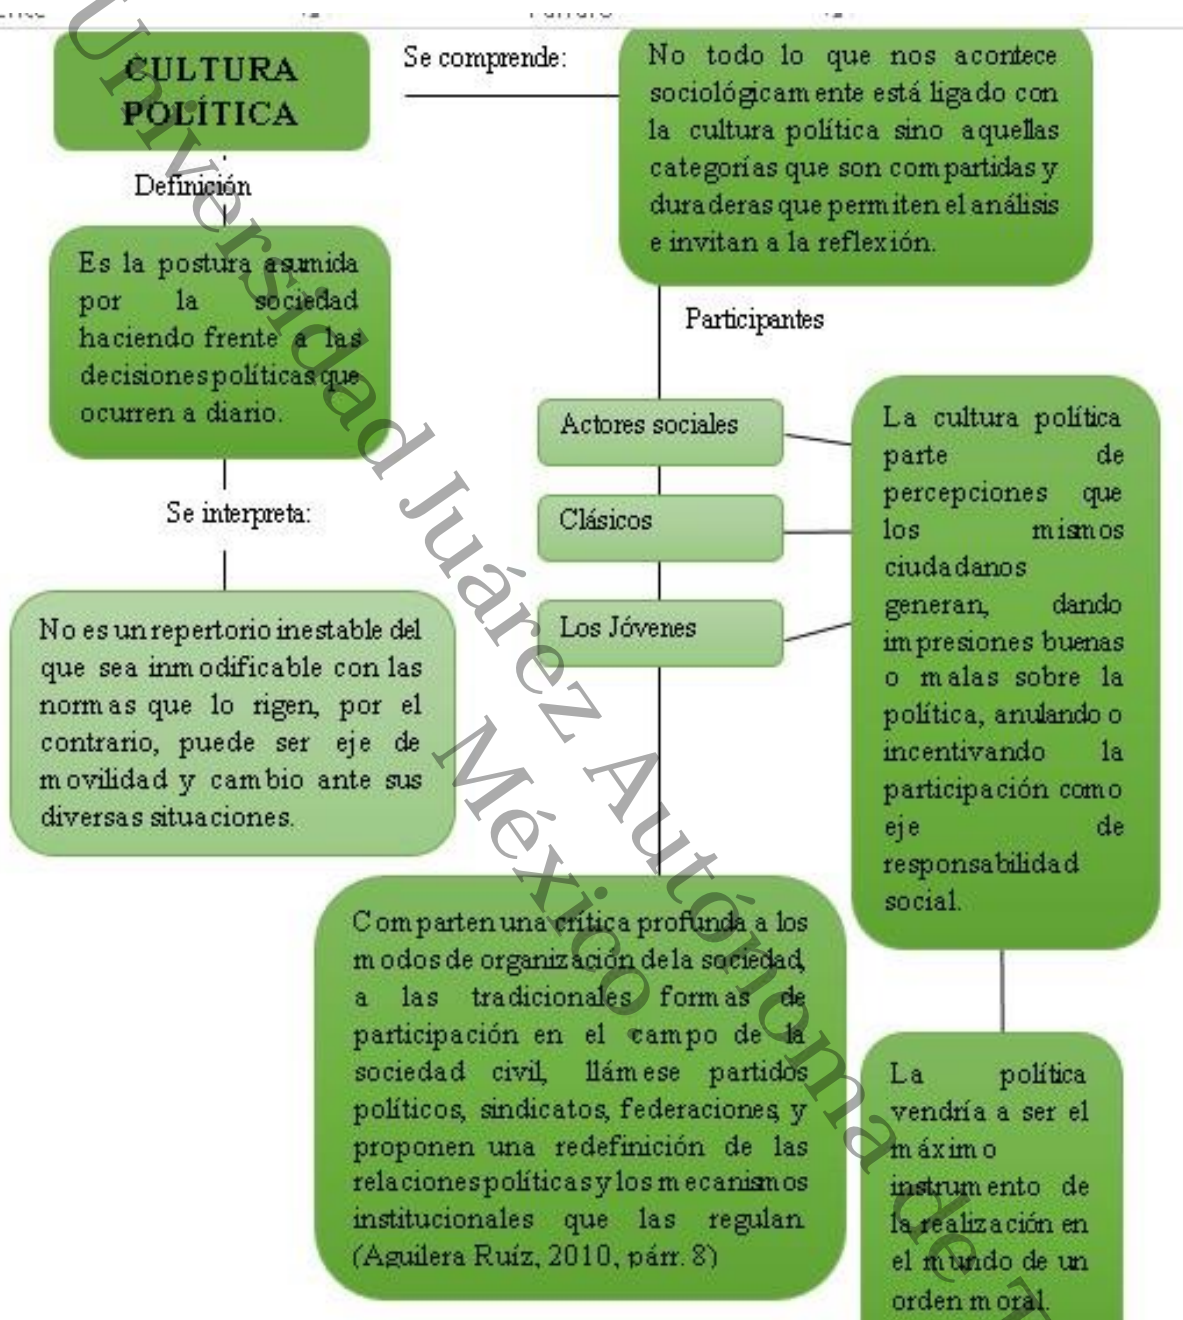 CULTURA
POLÍTICA
Se comprende:
No todo lo que nos acontece
sociológicamente está ligado con
la cultura política sino aquellas
categorías que son compartidas y
duraderas que permiten el análisis
e invitan a la reflexión.
Definición
Es la postura asumida
por la sociedad
haciendo frente a las
decisiones políticas que
ocurren a diario.
Se interpreta:
No es un repertorio inestable del
que sea inmodificable con las
normas que lo rigen, por el
contrario, puede ser eje de
movilidad y cambio ante sus
diversas situaciones.
Participantes
Actores sociales
Clásicos
Los Jóvenes
La cultura política
parte de
percepciones que
los mismos
ciudadanos
generan, dando
impresiones buenas
o malas sobre la
política, anulando o
incentivando la
participación como
eje de
responsabilidad
social.
Comparten una crítica profunda a los
modos de organización de la sociedad,
a las tradicionales formas de
participación en el campo de la
sociedad civil, llámese partidos
políticos, sindicatos, federaciones, y
proponen una redefinición de las
relaciones políticas y los mecanismos
institucionales que las regulan
(Aguilera Ruíz, 2010, párr. 8)
La política
vendría a ser el
máximo
instrumento de
la realización en
el mundo de un
orden moral.
Universidad Juárez Autónoma de
México.